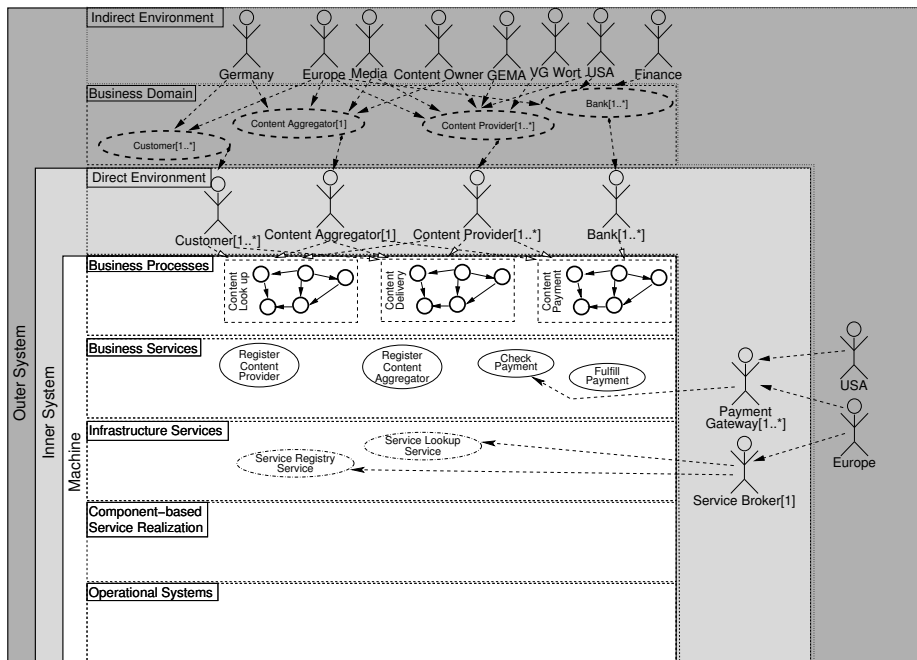 Indirect Environment
Germany
Europe
Media
Content Owner
GEMA
VG Wort
USA
Finance
Business Domain
Customer[1..*]
Content Aggregator[1]
Content Provider[1..*]
Bank[1..*]
Direct Environment
Customer[1..*]
Content Aggregator[1]
Content Provider[1..*]
Bank[1..*]
Outer System
Inner System
Machine
Business Processes
Content
Look up
Content
Delivery
Content
Payment
Business Services
Register
Content
Provider
Register
Content
Aggregator
Check
Payment
Fulfill
Payment
Payment
Gateway[1..*]
USA
Europe
Infrastructure Services
Service Registry
Service
Service Lookup
Service
Service Broker[1]
Component−based
Service Realization
Operational Systems